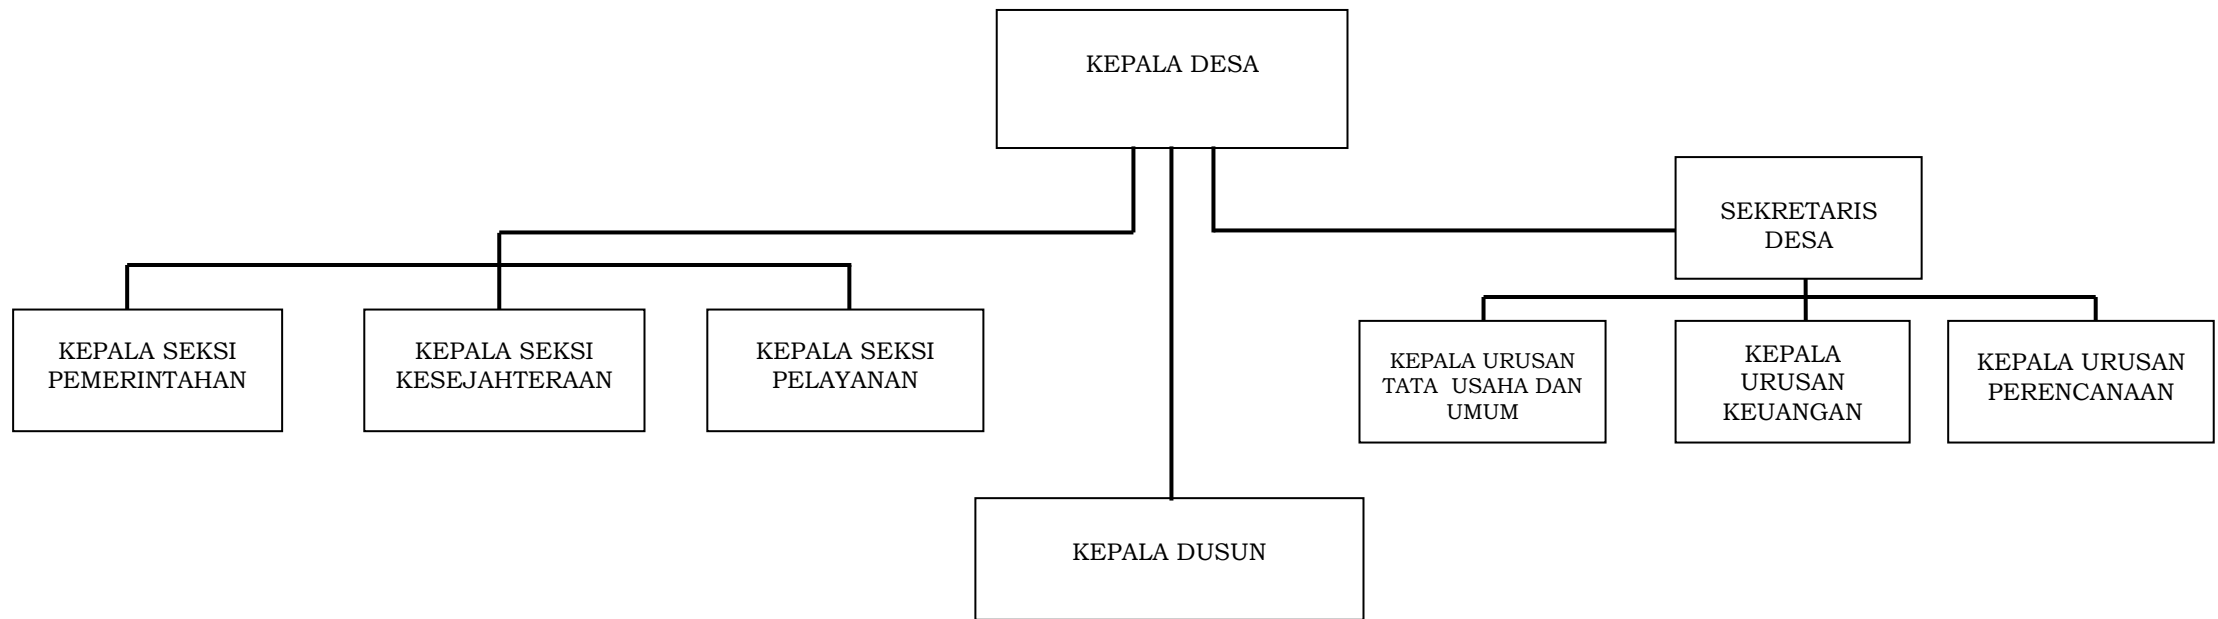 KEPALA DESA
SEKRETARIS
DESA
KEPALA SEKSI
PEMERINTAHAN
KEPALA SEKSI
KESEJAHTERAAN
KEPALA SEKSI
PELAYANAN
KEPALA URUSAN
TATA  USAHA DAN
UMUM
KEPALA
URUSAN
KEUANGAN
KEPALA URUSAN
PERENCANAAN
KEPALA DUSUN